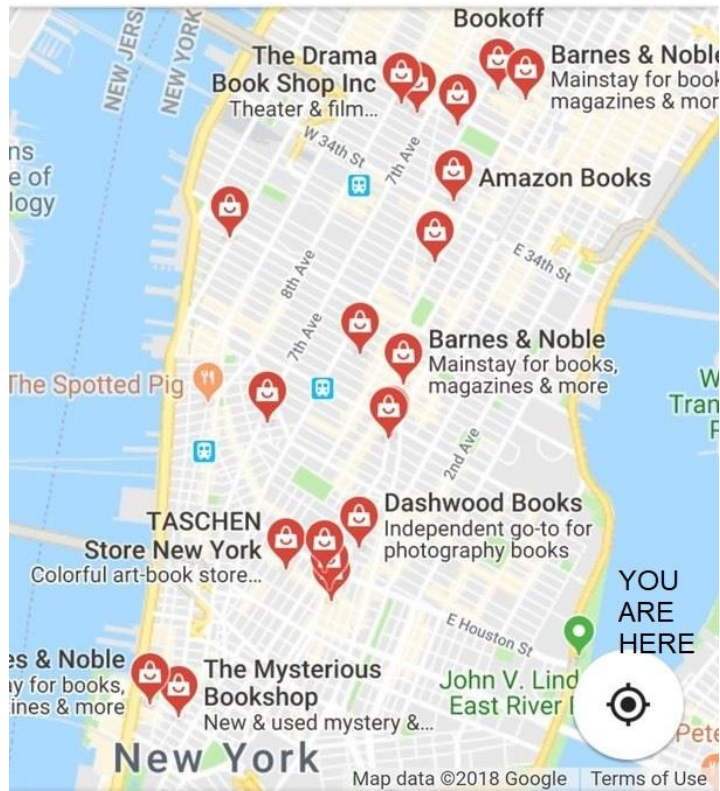 Bookoff
The Drama
Book Shop Inc
Theater & film...
Barnes & Noble
Mainstay for book
magazines & mor
NEW JERS
NEW YORK
W 34th St
7th Ave
ns
e of
logy
Amazon Books
E 34th St
8th Ave
7th Ave
Barnes & Noble
Mainstay for books,
magazines & more
The Spotted Pig
W
Tran
P
2nd Ave
Dashwood Books
Independent go-to for
photography books
TASCHEN
Store New York
Colorful art-book store...
YOU
ARE
HERE
E Houston St
es & Noble
ay for books,
ines & more
The Mysterious
Bookshop
New & used mystery &...
John V. Lind
East River
Pete
New York
Map data ©2018 Google
Terms of Use